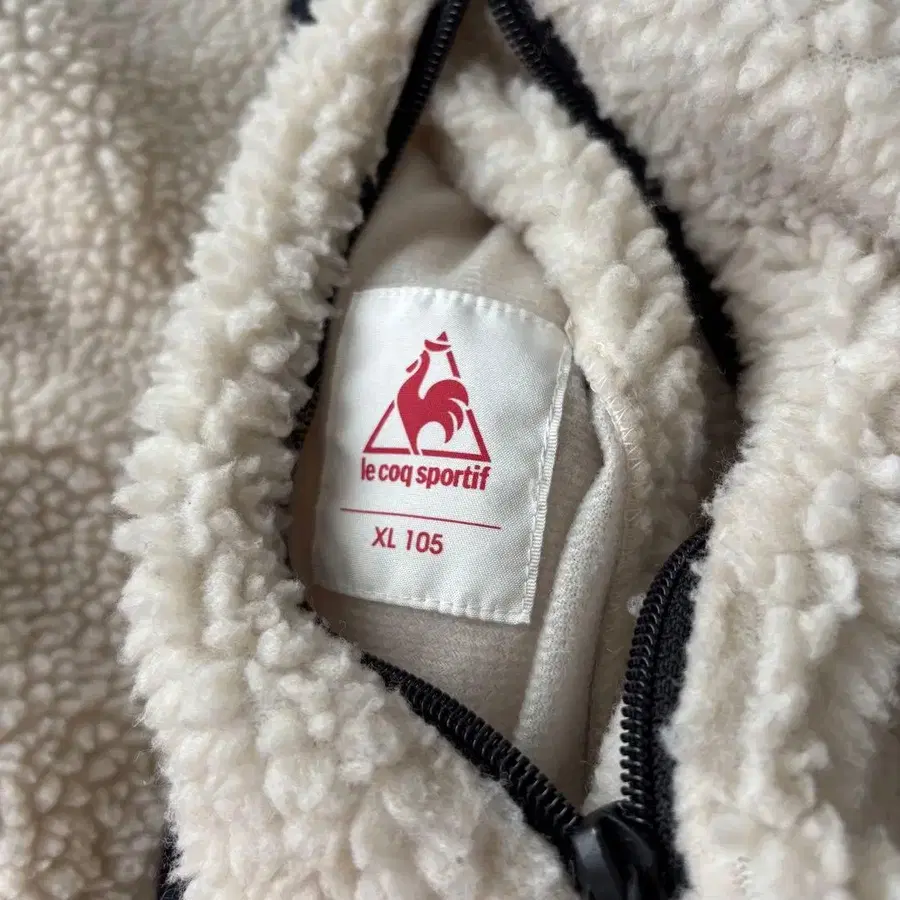 le coq sportif
XL 105